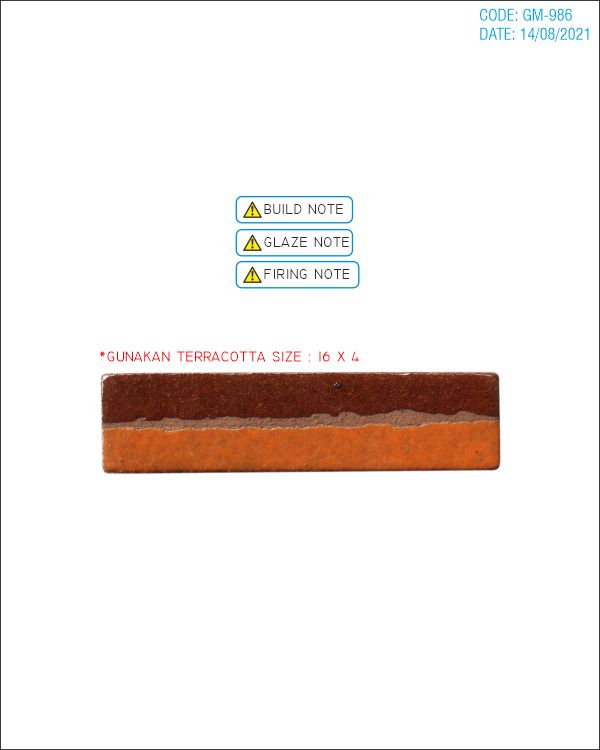 CODE: GM-986
DATE: 14/08/2021
BUILD NOTE
GLAZE NOTE
FIRING NOTE
*GUNAKAN TERRACOTTA SIZE : 16 X 4